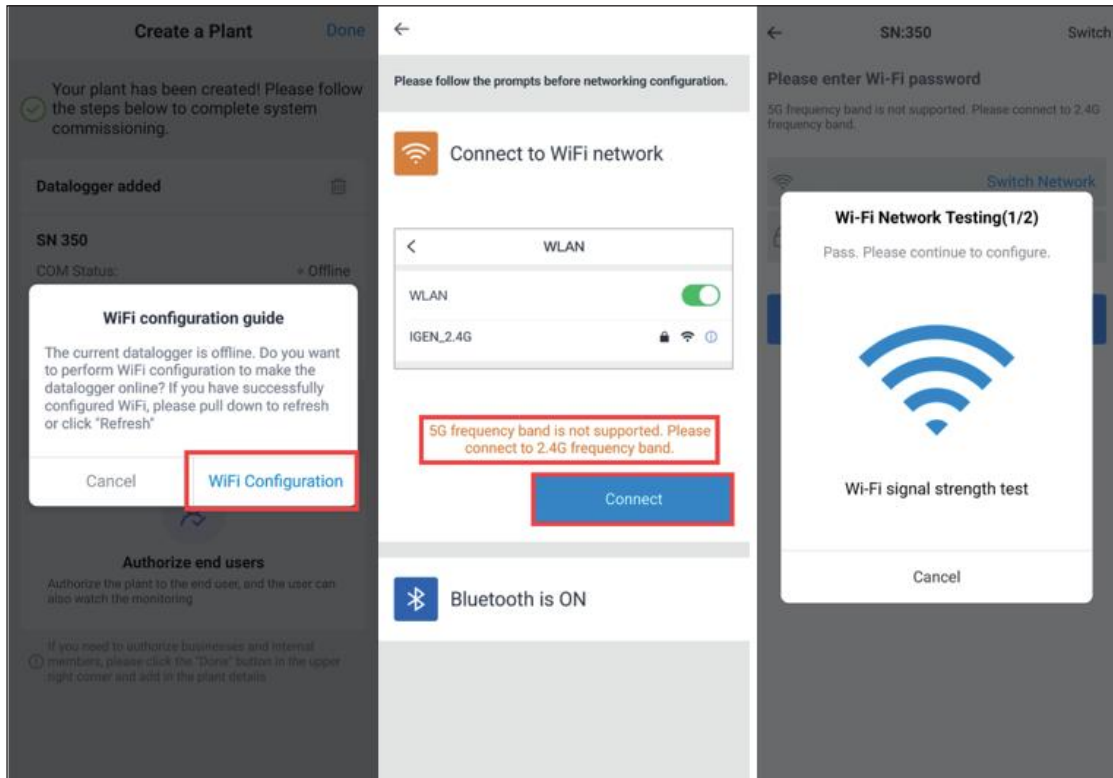 Create a Plant
Done
Your plant has been created! Please follow
the steps below to complete system
commissioning.
Datalogger added
SN 350
COM Status:
Offline
WiFi configuration guide
The current datalogger is offline. Do you want
to perform WiFi configuration to make the
datalogger online? If you have successfully
configured WiFi, please pull down to refresh
or click "Refresh"
Cancel
WiFi Configuration
Authorize end users
Authorize the plant to the end user, and the user can
also watch the monitoring
If you need to authorize businesses and internal
members, please click the "Done" button in the upper
right corner and add in the plant details
Please follow the prompts before networking configuration.
Connect to WiFi network
WLAN
WLAN
IGEN_2.4G
5G frequency band is not supported. Please
connect to 2.4G frequency band.
Connect
Bluetooth is ON
SN:350
Switch
Please enter Wi-Fi password
5G frequency band is not supported. Please connect to 2.4G
frequency band.
Switch Network
Wi-Fi Network Testing(1/2)
Pass. Please continue to configure.
Wi-Fi signal strength test
Cancel